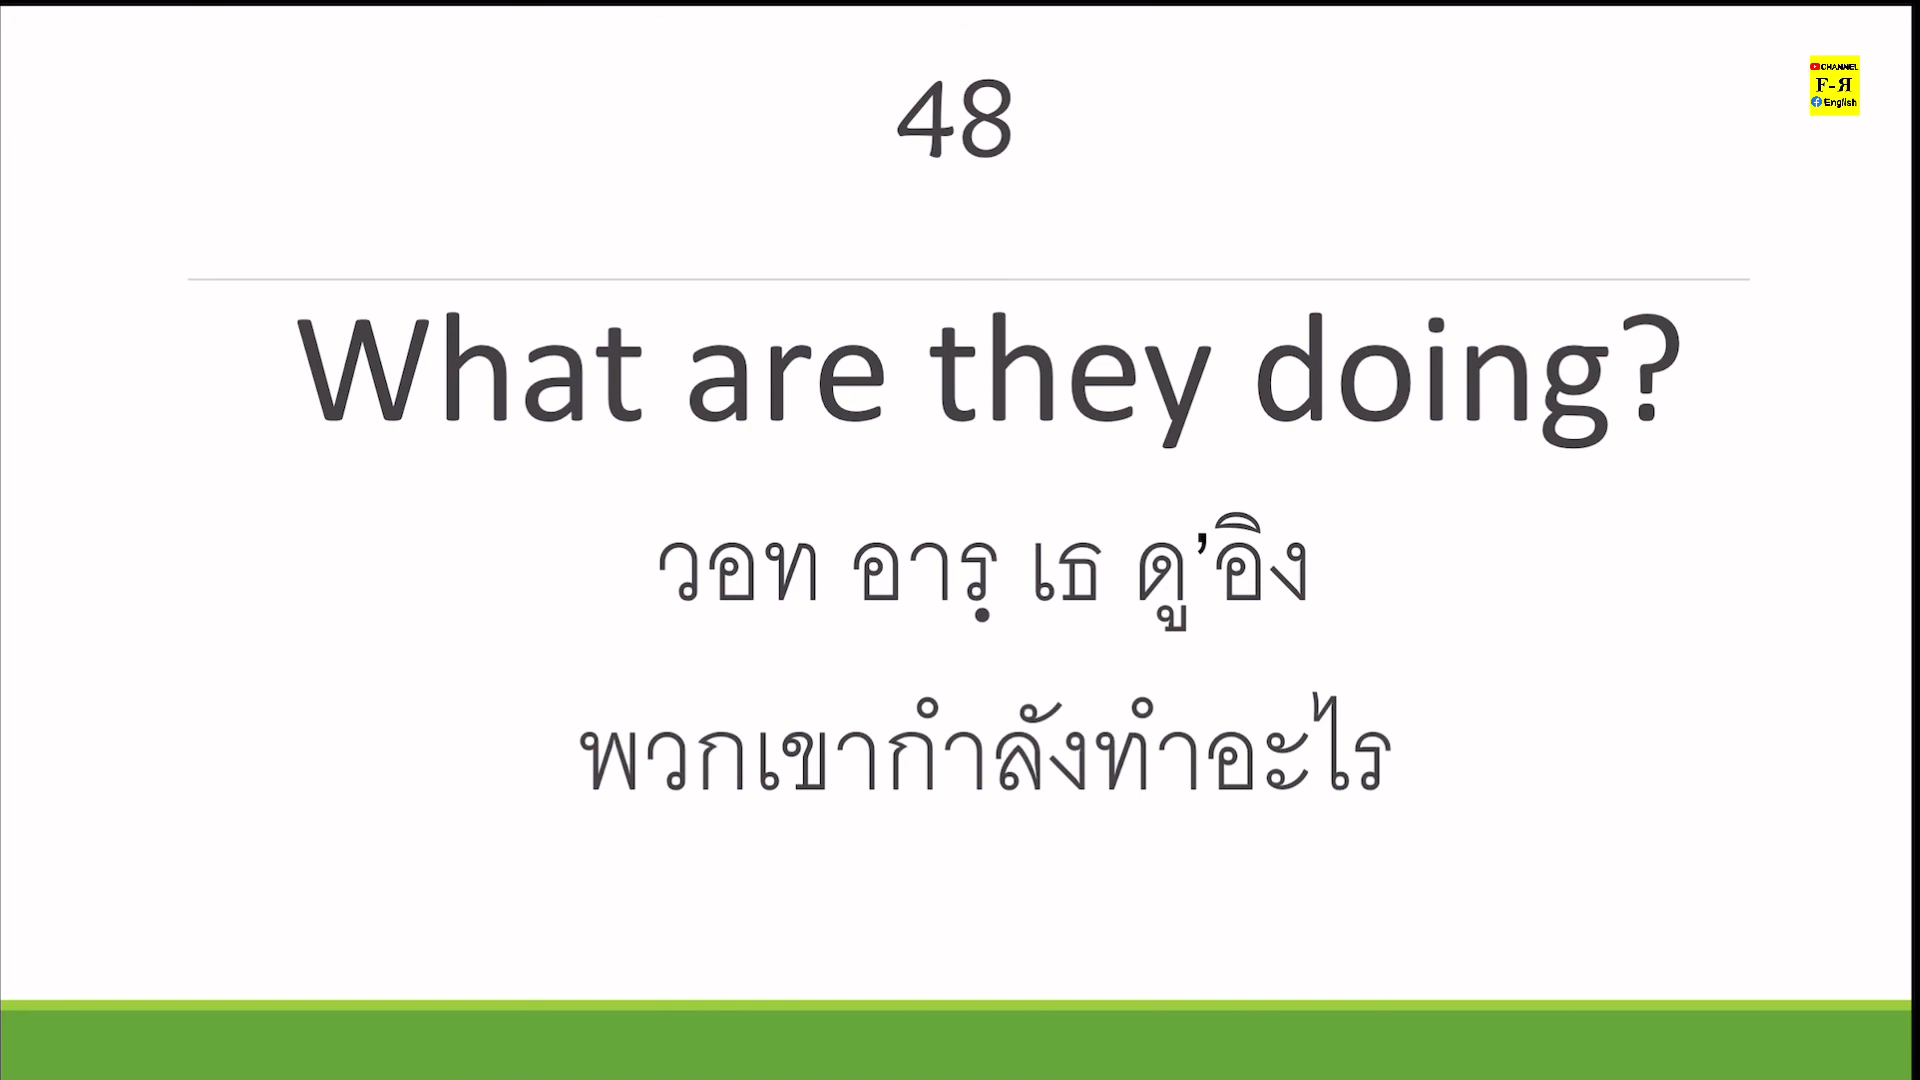 48
CHANNEL
F-Я
English
What are they doing?
วอท อารฺ เธ ดู’อิง
พวกเขากำลังทำอะไร